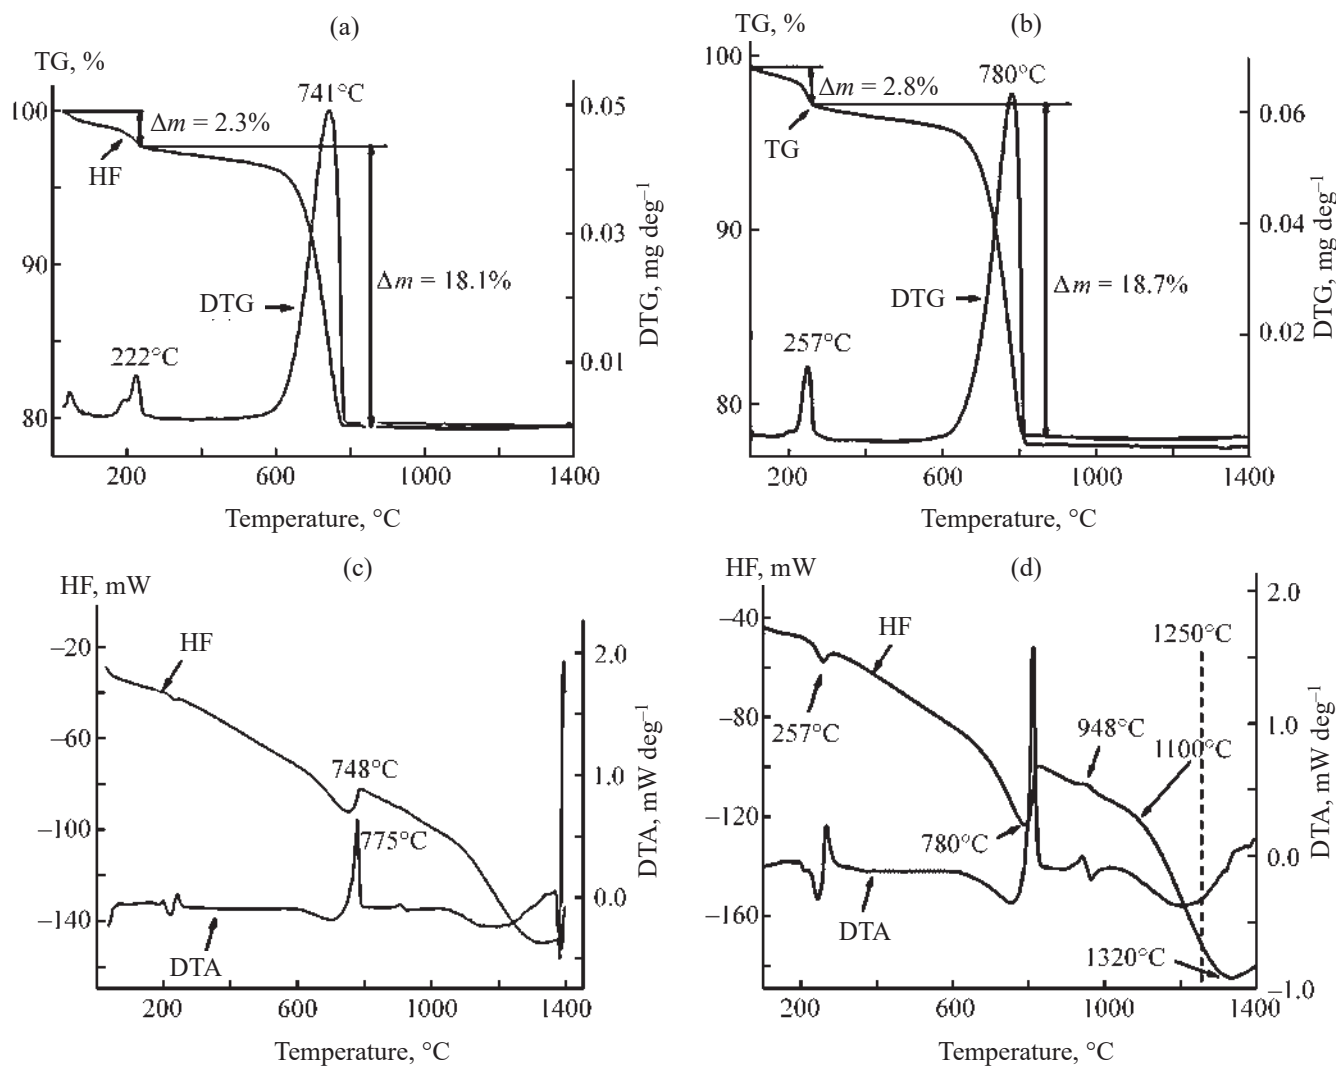 (a)
TG, %
741°C
100
Δm = 2.3%
HF
90
DTG
222°C
80
Δm = 18.1%
0.05
0.03
0.01
DTG, mg deg⁻¹
200
600
1000
1400
Temperature, °C
(b)
TG, %
780°C
100
Δm = 2.8%
TG
90
DTG
257°C
80
Δm = 18.7%
0.06
0.04
0.02
DTG, mg deg⁻¹
200
600
1000
1400
Temperature, °C
(c)
HF, mW
HF
−20
−60
−100
−140
748°C
775°C
DTA
2.0
1.0
0.0
DTA, mW deg⁻¹
200
600
1000
1400
Temperature, °C
(d)
HF, mW
−40
−80
−120
−160
HF
257°C
780°C
DTA
948°C
1100°C
1250°C
1320°C
2.0
1.0
0.0
−1.0
DTA, mW deg⁻¹
200
600
1000
1400
Temperature, °C